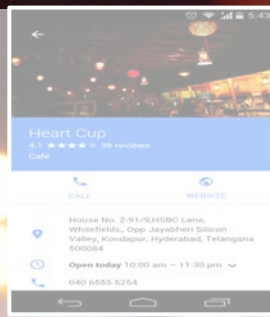 5:43
Heart Cup
4.1 ★★★★☆ 36 reviews
Cafe
CALL WEBSITE
House No. 2-91/9,HSBC Lane,
Whitefields,, Opp Jayabheri Silicon
Valley, Kondapur, Hyderabad, Telangana
500084
Open today 10:00 am – 11:30 pm
040 6555 5254